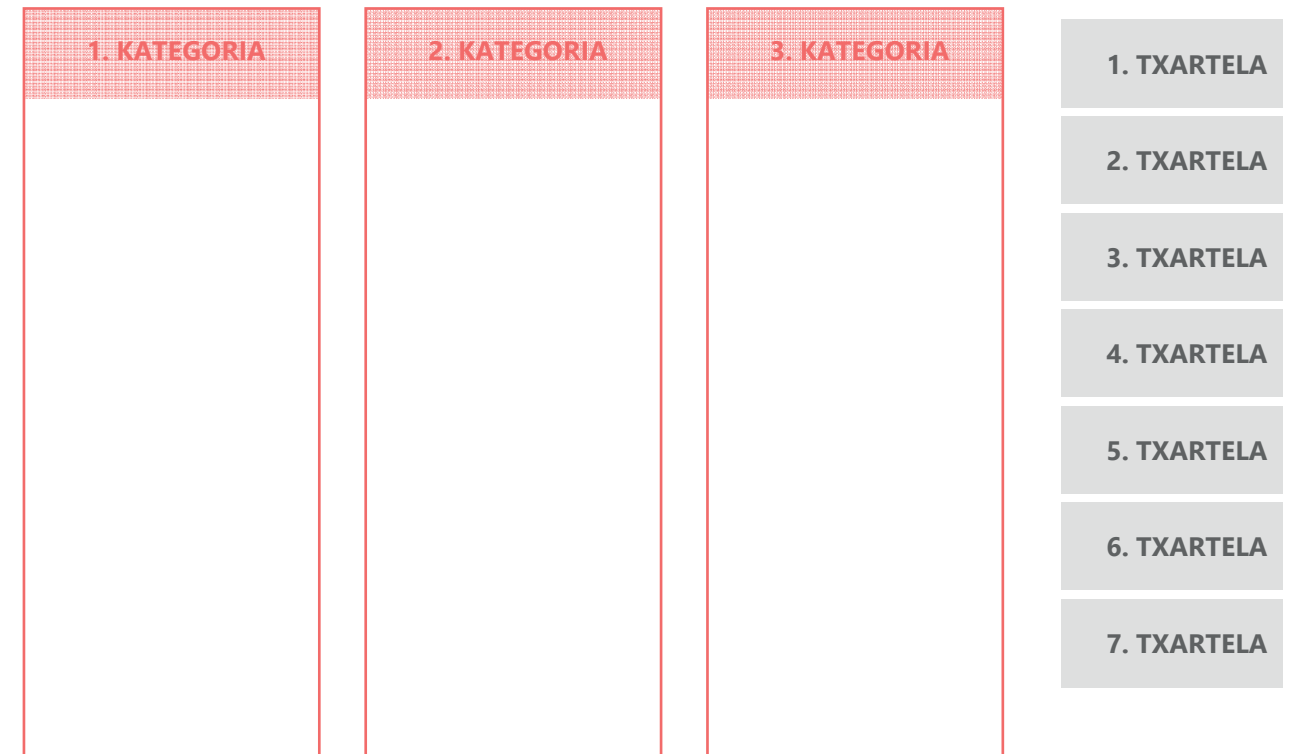 1. KATEGORIA
2. KATEGORIA
3. KATEGORIA
1. TXARTELA
2. TXARTELA
3. TXARTELA
4. TXARTELA
5. TXARTELA
6. TXARTELA
7. TXARTELA